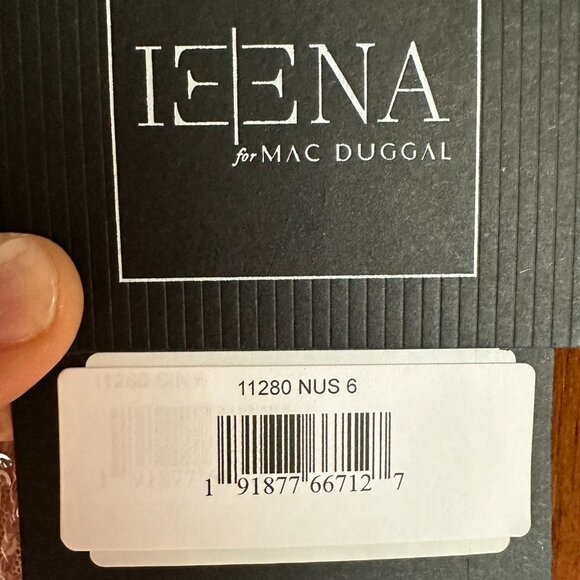 IEENA
for MAC DUGGAL
11280 NUS 6
1 91877 66712 7